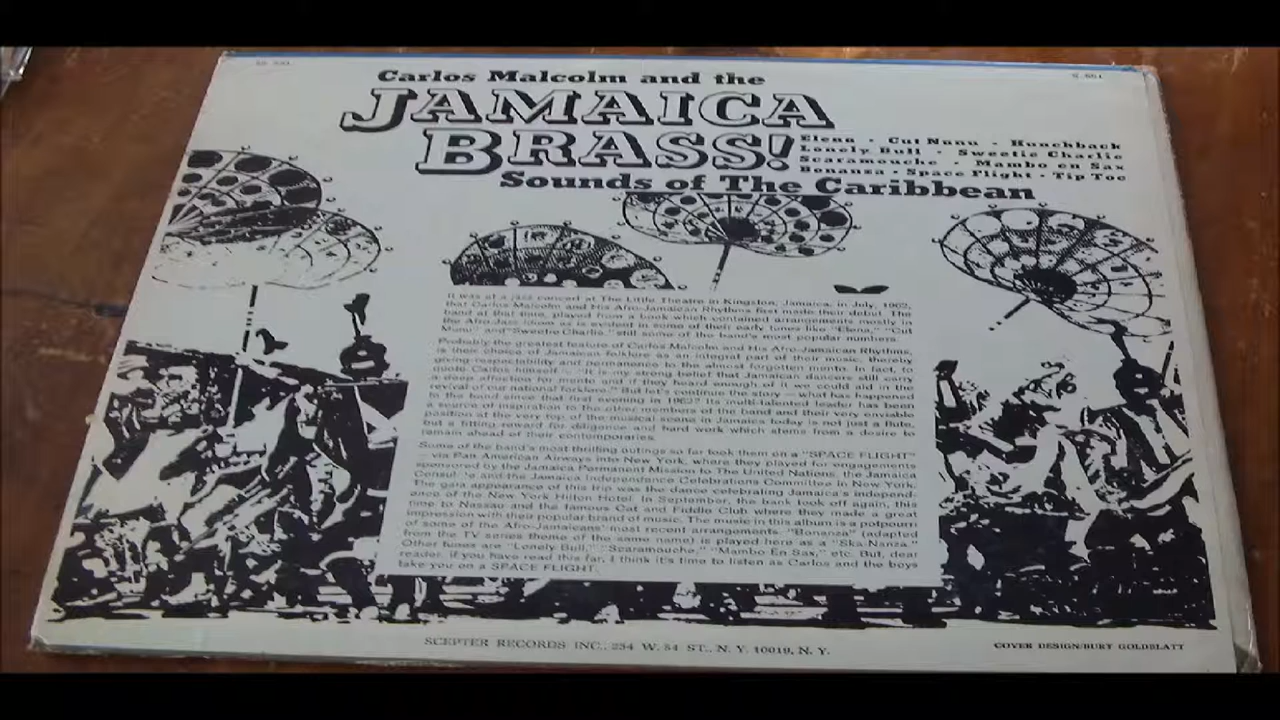 Carlos Malcolm and the
JAMAICA
BRASS!
Elena · Cut Nunu · Hunchback
Lonely Bull · Sweetie Charlie
Scaramouche · Mambo en Sax
Bonanza · Space Flight · Tip Toe
Sounds of The Caribbean
It was at a jazz concert at The Little Theatre in Kingston, Jamaica, in July, 1962,
that Carlos Malcolm and His Afro-Jamaican Rhythms first made their debut. The
band at that time, played from a book which contained arrangements mostly in
the Afro-Jazz idiom as is evident in some of their early tunes like "Elena," "Cut
Nunu" and "Sweetie Charlie," still some of the band's most popular numbers.
Probably the greatest feature of Carlos Malcolm and His Afro-Jamaican Rhythms,
is their choice of Jamaican folklore as an integral part of their music, thereby
giving respectability and permanence to the almost forgotten mento. In fact, to
quote Carlos himself — "It is my strong belief that Jamaican dancers still carry
a deep affection for mento and if they heard enough of it we could aid in the
revival of our national folklore." But let's continue the story — what has happened
to the band since that first evening in 1962? Its multi-talented leader has been
a source of inspiration to the other members of the band and their very enviable
position at the very top of the musical scene in Jamaica today is not just a fluke,
but a fitting reward for diligence and hard work which stems from a desire to
remain ahead of their contemporaries.
Some of the band's most thrilling outings so far took them on a "SPACE FLIGHT"
— via Pan American Airways into New York, where they played for engagements
sponsored by the Jamaica Permanent Mission to The United Nations, the Jamaica
and the Jamaica Independence Celebrations Committee in New York.
The gala appearance of this trip was the dance celebrating Jamaica's independ-
ance of the New York Hilton Hotel. In September, the bank took off again, this
time to Nassau and the famous Cat and Fiddle Club where they made a great
impression with their popular brand of music. The music in this album is a potpourri
of some of the Afro-Jamaicans' most recent arrangements. "Bonanza" (adapted
from the TV series theme of the same name) is played here as a "Ska Nanza."
Other tunes are "Lonely Bull," "Scaramouche," "Mambo En Sax," etc. But, dear
reader, if you have read this far, I think it's time to listen as Carlos and the boys
take you on a SPACE FLIGHT.
SCEPTER RECORDS INC., 254 W. 54 ST., N. Y. 10019, N. Y.
COVER DESIGN/BURT GOLDBLATT